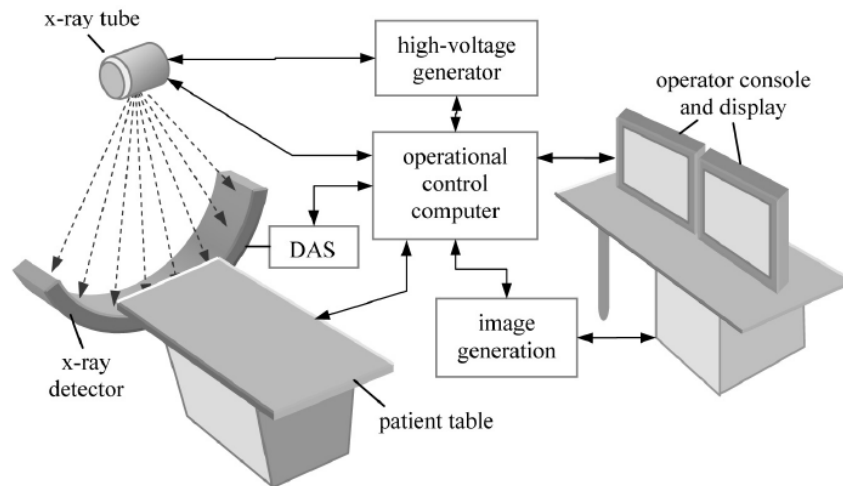 x-ray tube
high-voltage
generator
operator console
and display
operational
control
computer
DAS
image
generation
x-ray
detector
patient table